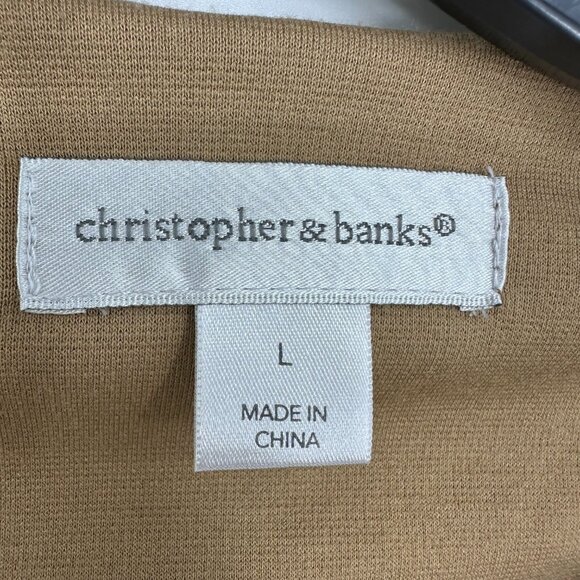 christopher & banks®
L
MADE IN
CHINA